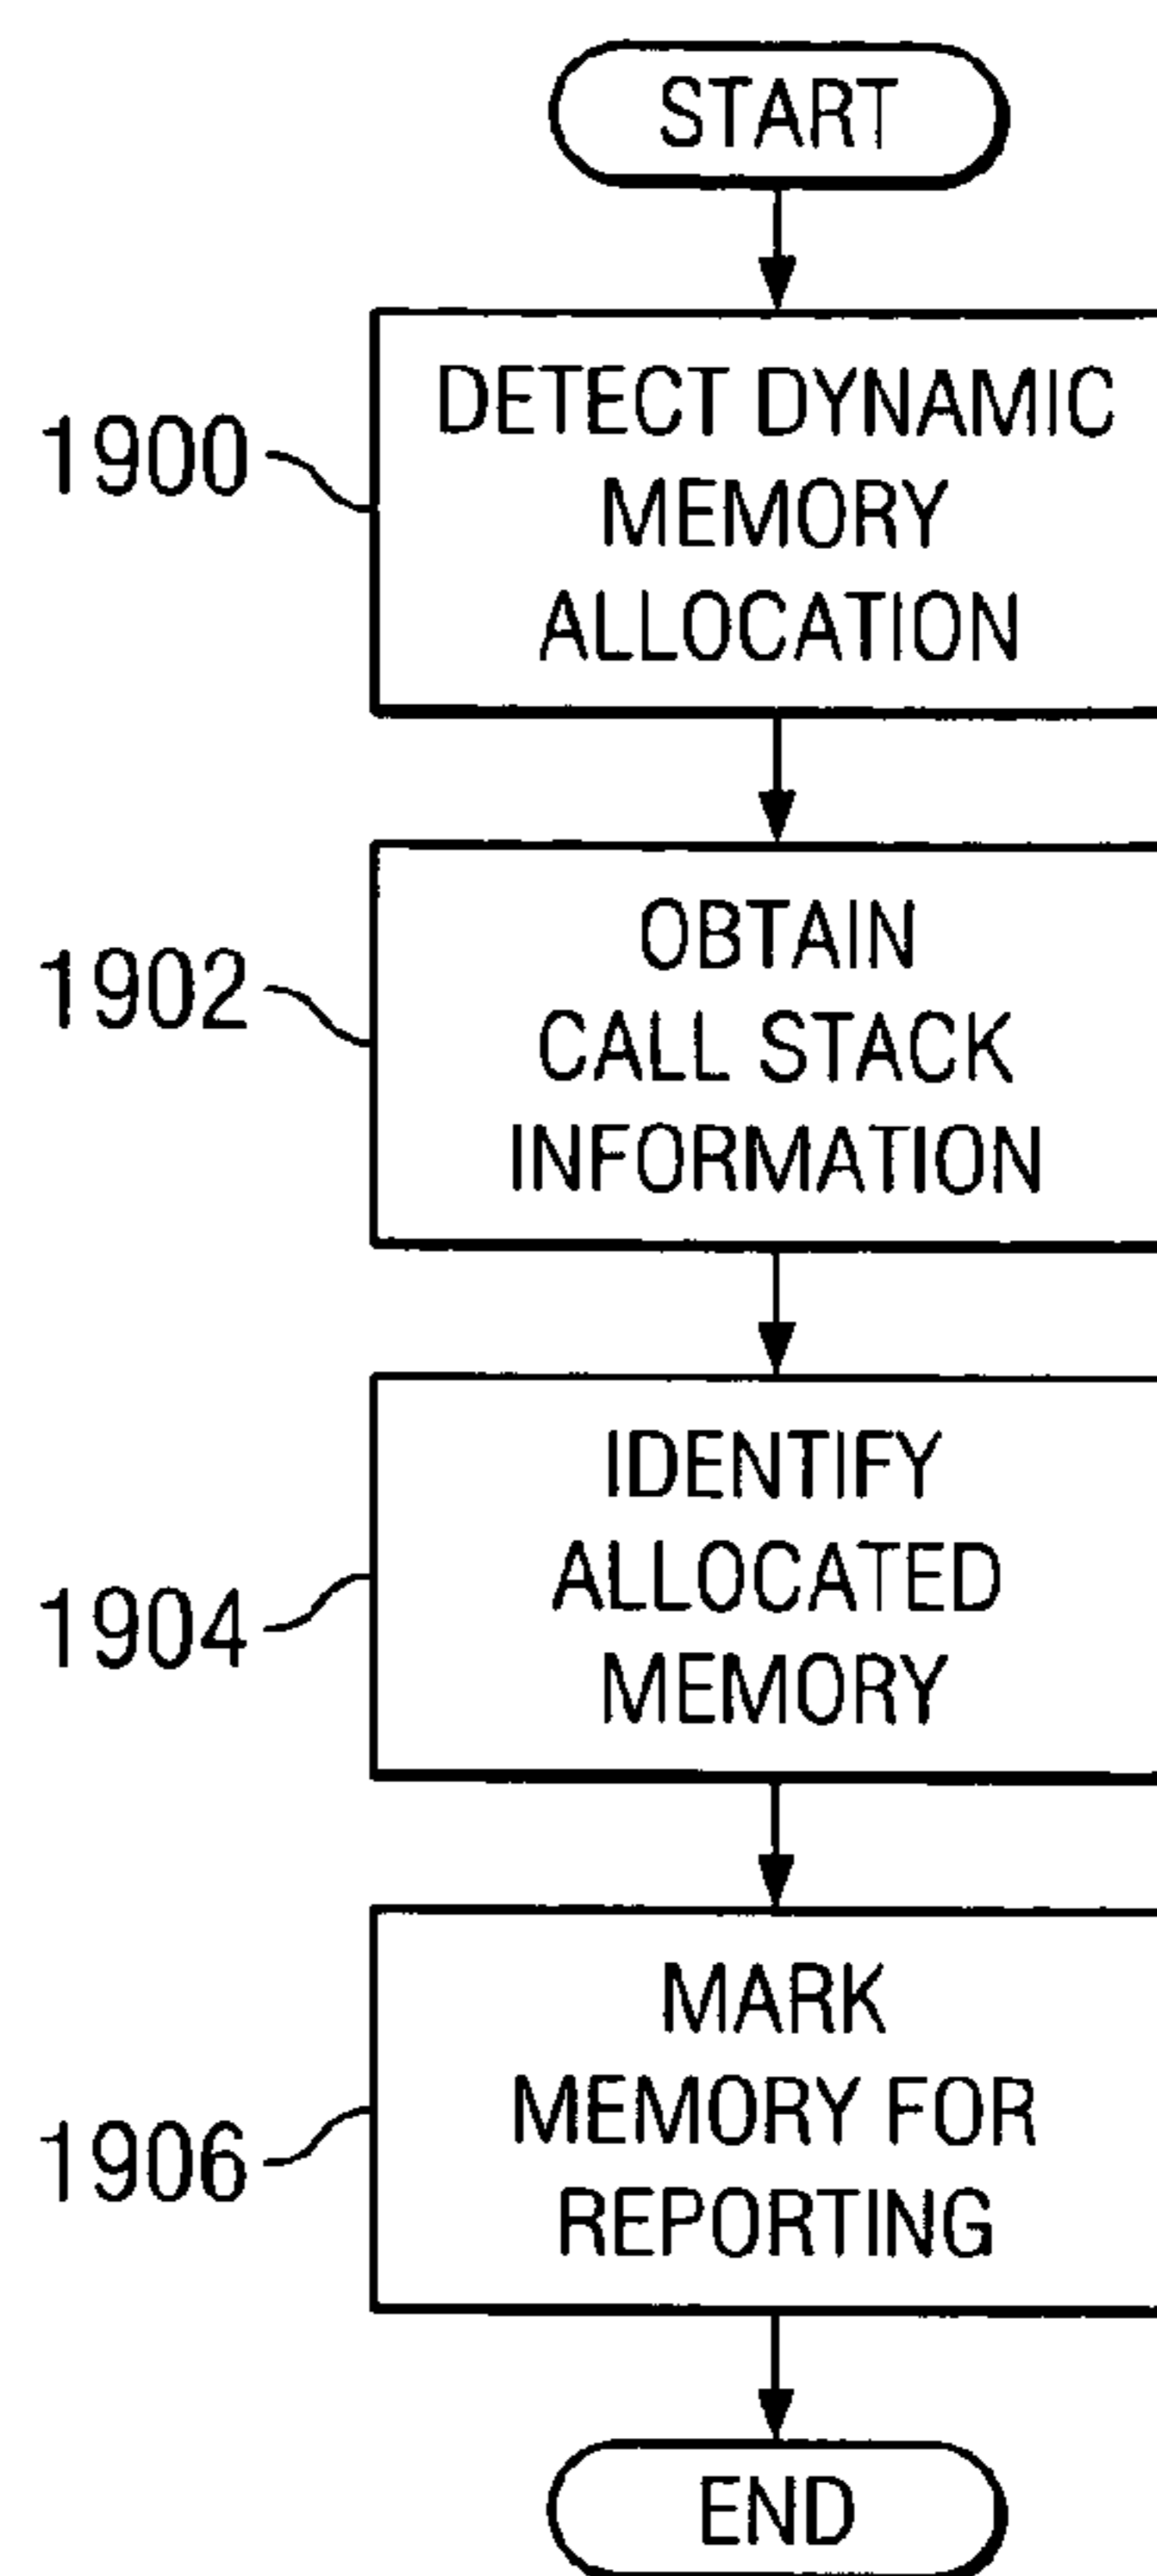 START
1900
DETECT DYNAMIC
MEMORY
ALLOCATION
1902
OBTAIN
CALL STACK
INFORMATION
1904
IDENTIFY
ALLOCATED
MEMORY
1906
MARK
MEMORY FOR
REPORTING
END